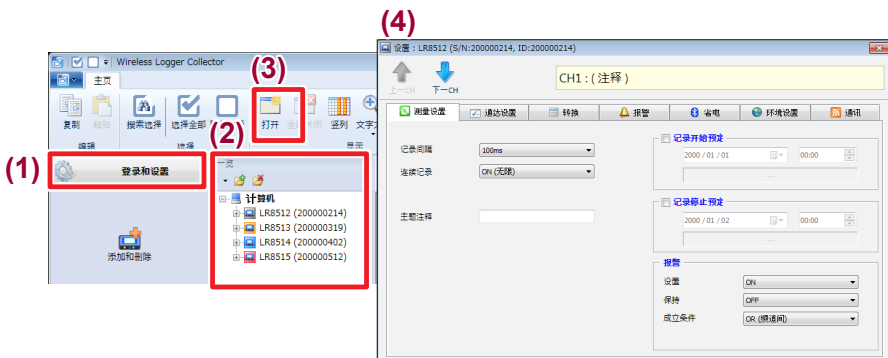 (4)
设置 : LR8512 (S/N:200000214, ID:200000214)
上一CH
下一CH
CH1 : ( 注释 )
测量设置
通达设置
转换
报警
省电
环境设置
通讯
记录间隔
100ms
连续记录
ON (无限)
主题注释
记录开始预定
2000 / 01 / 01
00:00
---
记录停止预定
2000 / 01 / 02
00:00
---
报警
设置
ON
保持
OFF
成立条件
OR (频道间)
Wireless Logger Collector
(3)
主页
复制
粘贴
搜索选择
选择全部
打开
关闭
竖列
编辑
选择
显示
(2)
(1)
登录和设置
添加和删除
一览
计算机
LR8512 (200000214)
LR8513 (200000319)
LR8514 (200000402)
LR8515 (200000512)